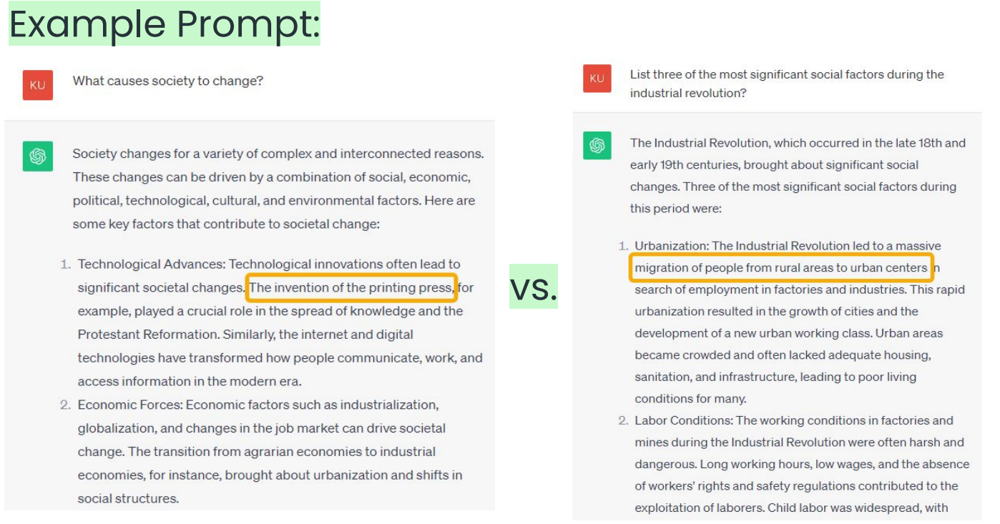 Example Prompt:
KU
What causes society to change?
Society changes for a variety of complex and interconnected reasons.
These changes can be driven by a combination of social, economic,
political, technological, cultural, and environmental factors. Here are
some key factors that contribute to societal change:
1. Technological Advances: Technological innovations often lead to
significant societal changes. The invention of the printing press, for
example, played a crucial role in the spread of knowledge and the
Protestant Reformation. Similarly, the internet and digital
technologies have transformed how people communicate, work, and
access information in the modern era.
2. Economic Forces: Economic factors such as industrialization,
globalization, and changes in the job market can drive societal
change. The transition from agrarian economies to industrial
economies, for instance, brought about urbanization and shifts in
social structures.
vs.
KU
List three of the most significant social factors during the
industrial revolution?
The Industrial Revolution, which occurred in the late 18th and
early 19th centuries, brought about significant social
changes. Three of the most significant social factors during
this period were:
1. Urbanization: The Industrial Revolution led to a massive
migration of people from rural areas to urban centers in
search of employment in factories and industries. This rapid
urbanization resulted in the growth of cities and the
development of a new urban working class. Urban areas
became crowded and often lacked adequate housing,
sanitation, and infrastructure, leading to poor living
conditions for many.
2. Labor Conditions: The working conditions in factories and
mines during the Industrial Revolution were often harsh and
dangerous. Long working hours, low wages, and the absence
of workers' rights and safety regulations contributed to the
exploitation of laborers. Child labor was widespread, with